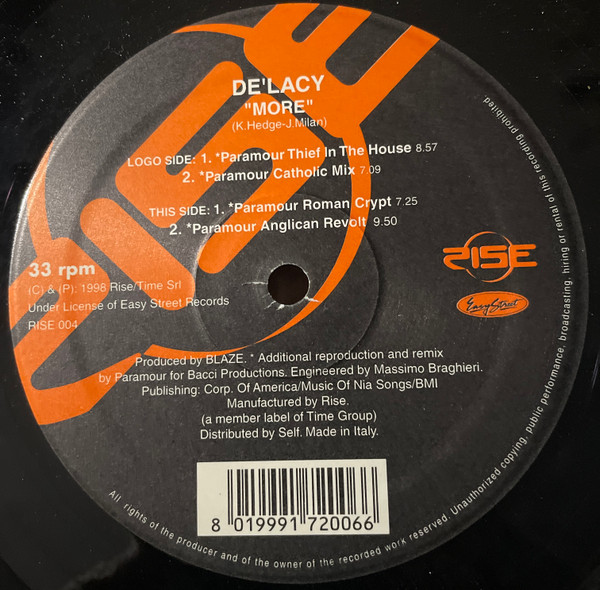 DE'LACY
"MORE"
(K.Hedge-J.Milan)
LOGO SIDE: 1. *Paramour Thief In The House 8.57
2. *Paramour Catholic Mix 7.09
THIS SIDE: 1. *Paramour Roman Crypt 7.25
2. *Paramour Anglican Revolt 9.50
33 rpm
(C) & (P): 1998 Rise/Time Srl
Under License of Easy Street Records
RISE 004
RISE
Easy Street
Produced by BLAZE. * Additional reproduction and remix
by Paramour for Bacci Productions. Engineered by Massimo Braghieri.
Publishing: Corp. Of America/Music Of Nia Songs/BMI
Manufactured by Rise.
(a member label of Time Group)
Distributed by Self. Made in Italy.
8 019991 720066
All rights of the producer and of the owner of the recorded work reserved. Unauthorized copying, public performance, broadcasting, hiring or rental of this recording prohibited
RISE